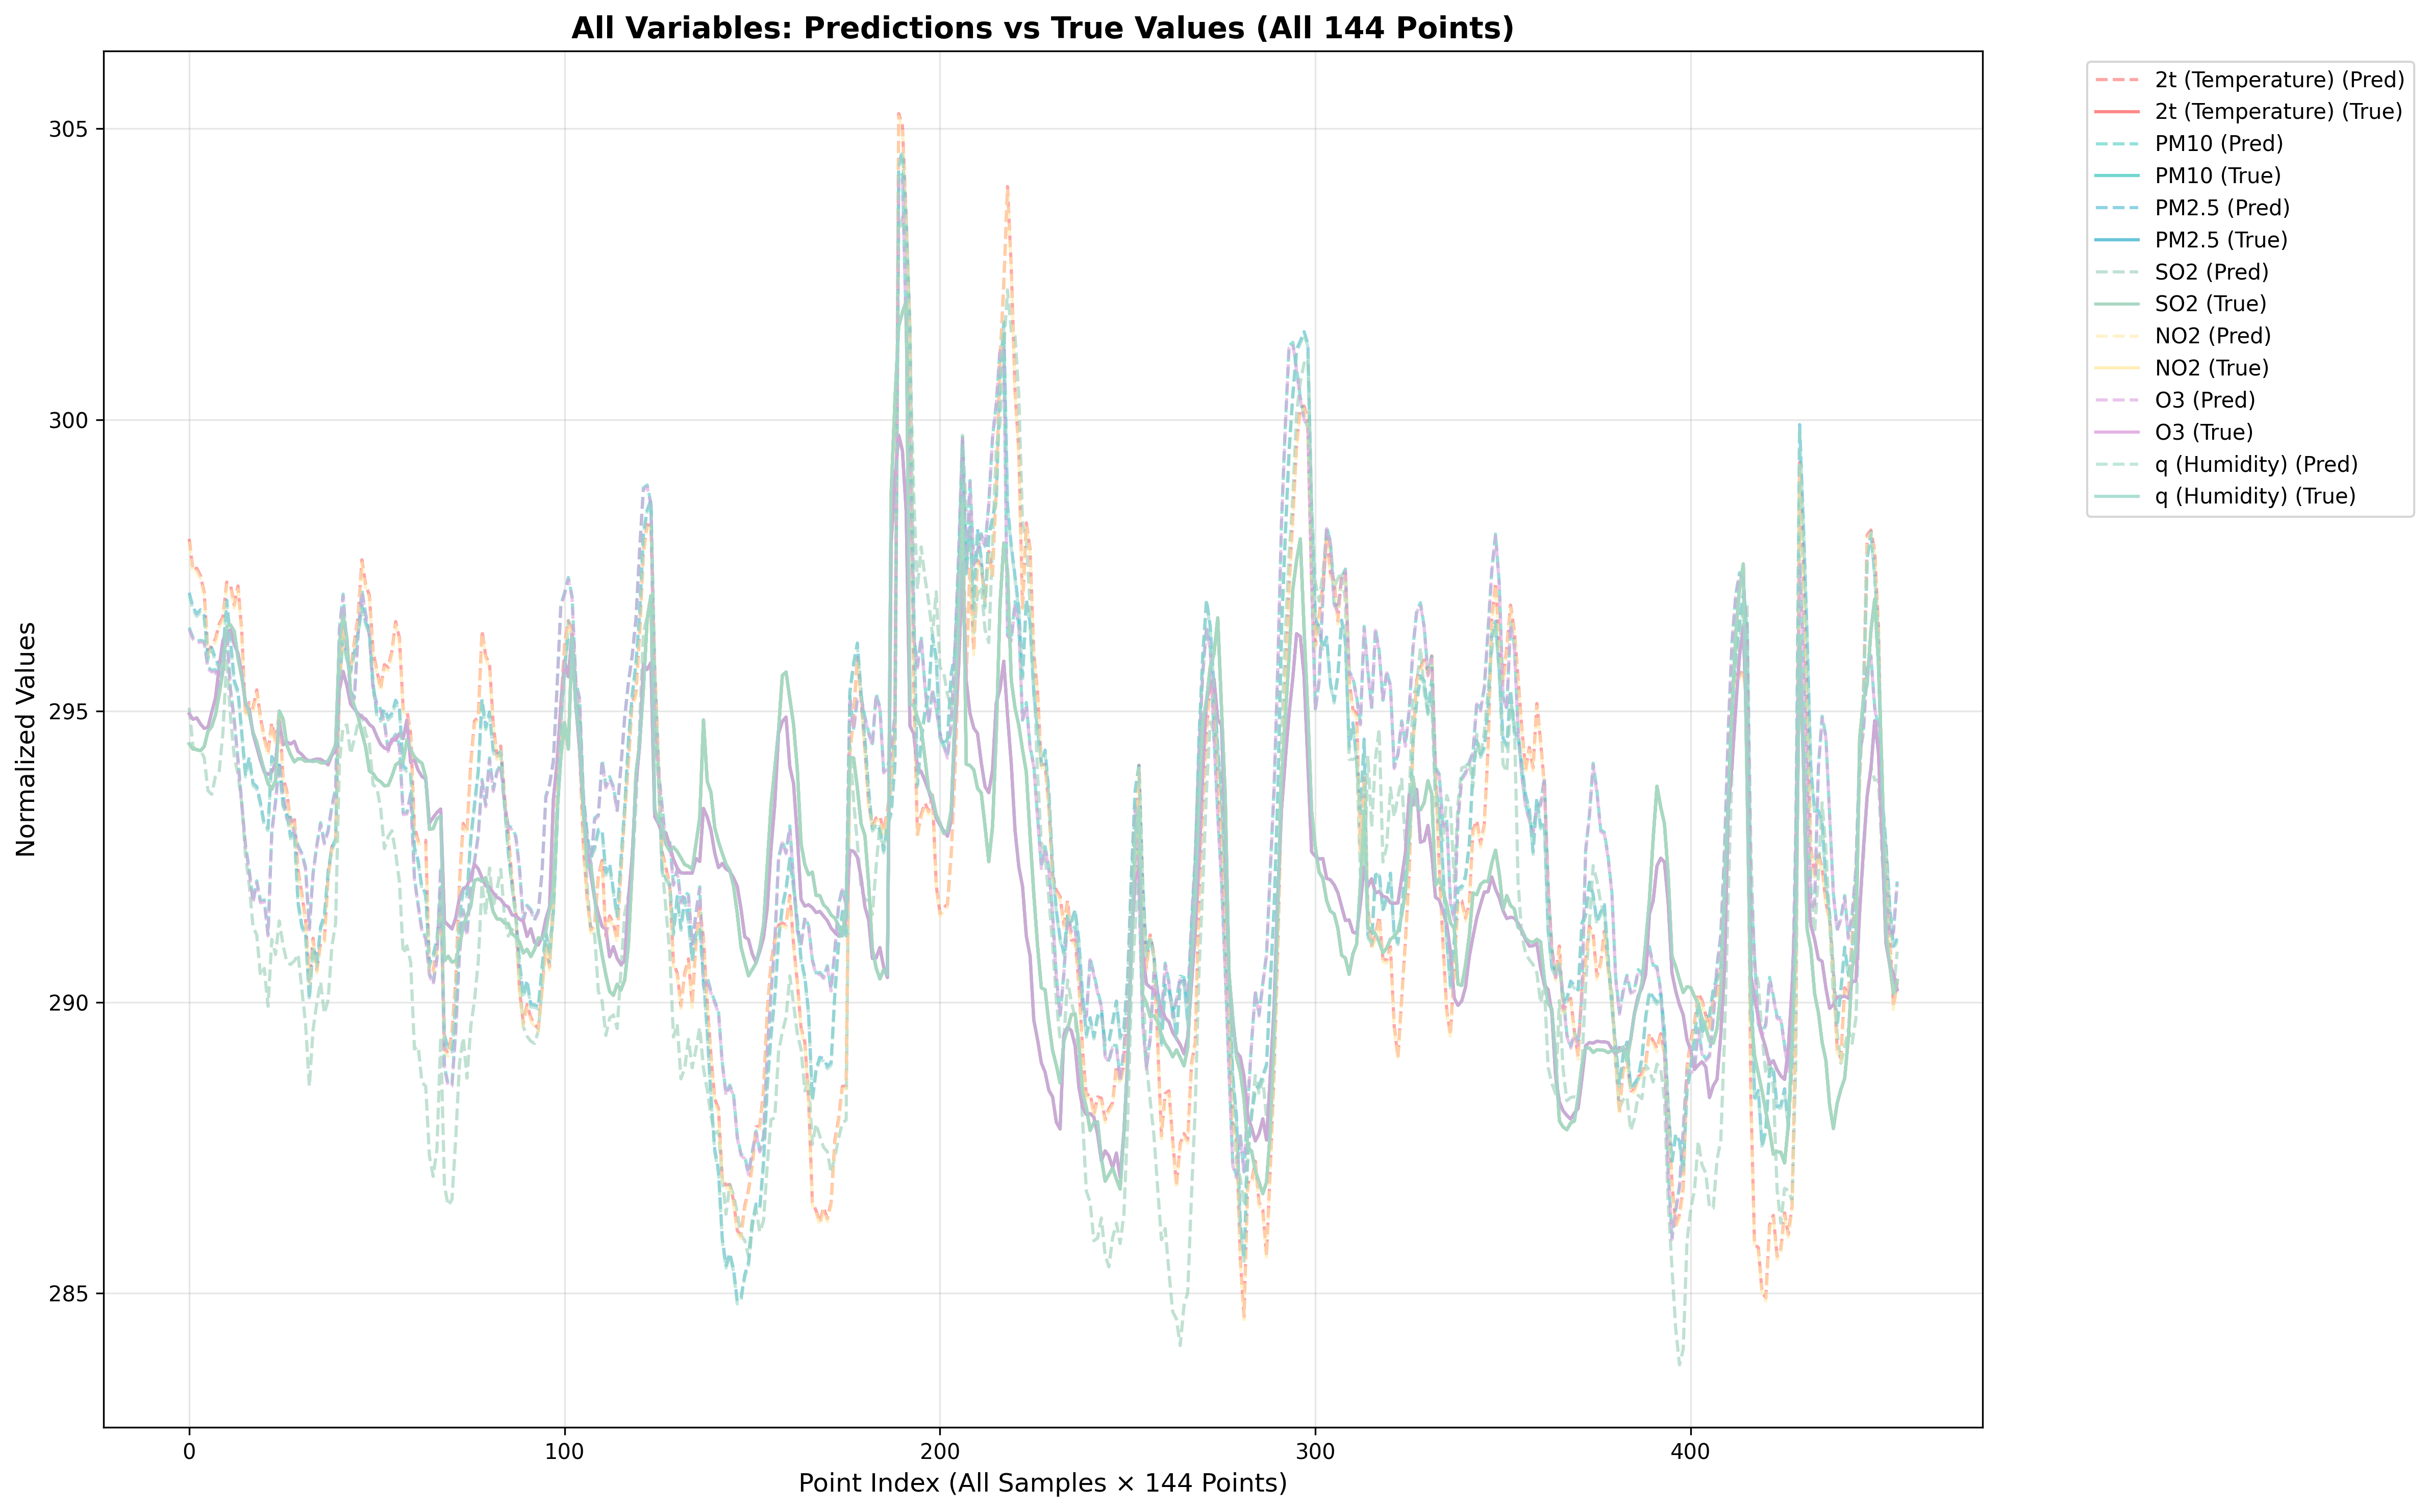 All Variables: Predictions vs True Values (All 144 Points)
Normalized Values
305
300
295
290
285
0
100
200
300
400
Point Index (All Samples × 144 Points)
2t (Temperature) (Pred)
2t (Temperature) (True)
PM10 (Pred)
PM10 (True)
PM2.5 (Pred)
PM2.5 (True)
SO2 (Pred)
SO2 (True)
NO2 (Pred)
NO2 (True)
O3 (Pred)
O3 (True)
q (Humidity) (Pred)
q (Humidity) (True)